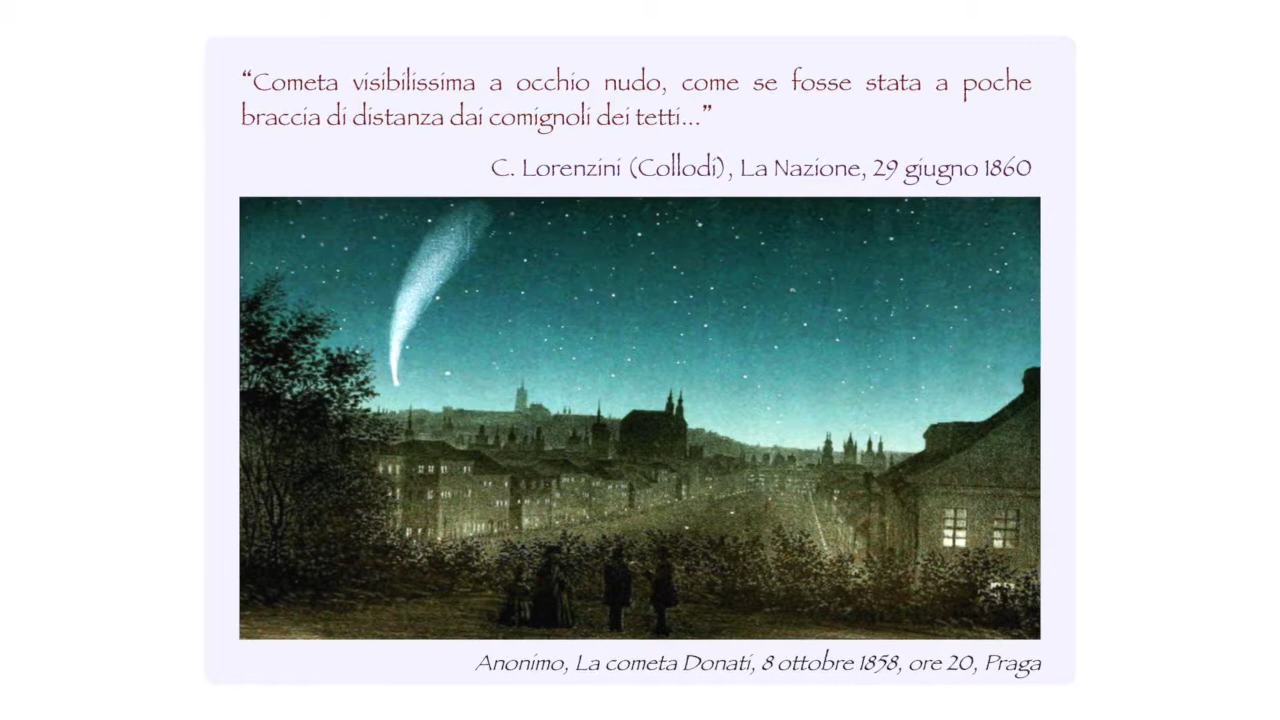 “Cometa visibilissima a occhio nudo, come se fosse stata a poche
braccia di distanza dai comignoli dei tetti...”
C. Lorenzini (Collodi), La Nazione, 29 giugno 1860
Anonimo, La cometa Donati, 8 ottobre 1858, ore 20, Praga